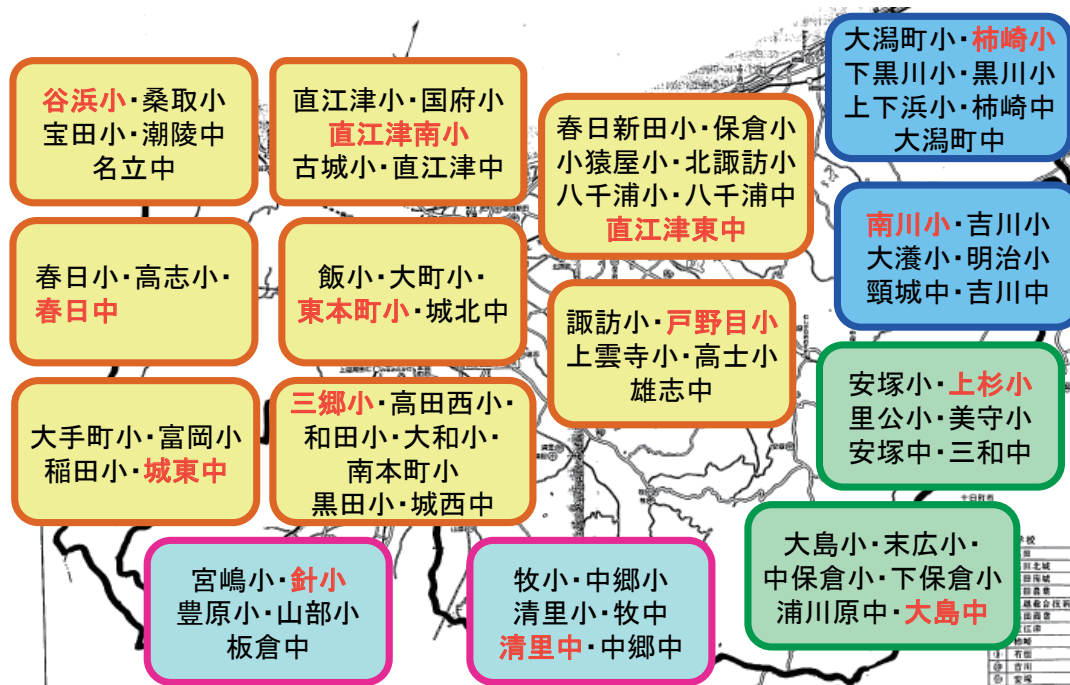 谷浜小・桑取小
宝田小・潮陵中
名立中
直江津小・国府小
直江津南小
古城小・直江津中
春日新田小・保倉小
小猿屋小・北諏訪小
八千浦小・八千浦中
直江津東中
大潟町小・柿崎小
下黒川小・黒川小
上下浜小・柿崎中
大潟町中
春日小・高志小・
春日中
飯小・大町小・
東本町小・城北中
南川小・吉川小
大瀁小・明治小
頸城中・吉川中
諏訪小・戸野目小
上雲寺小・高士小
雄志中
大手町小・富岡小
稲田小・城東中
三郷小・高田西小・
和田小・大和小・
南本町小
黒田小・城西中
安塚小・上杉小
里公小・美守小
安塚中・三和中
宮嶋小・針小
豊原小・山部小
板倉中
牧小・中郷小
清里小・牧中
清里中・中郷中
大島小・末広小・
中保倉小・下保倉小
浦川原中・大島中
十日町市
有恒
吉川
安塚